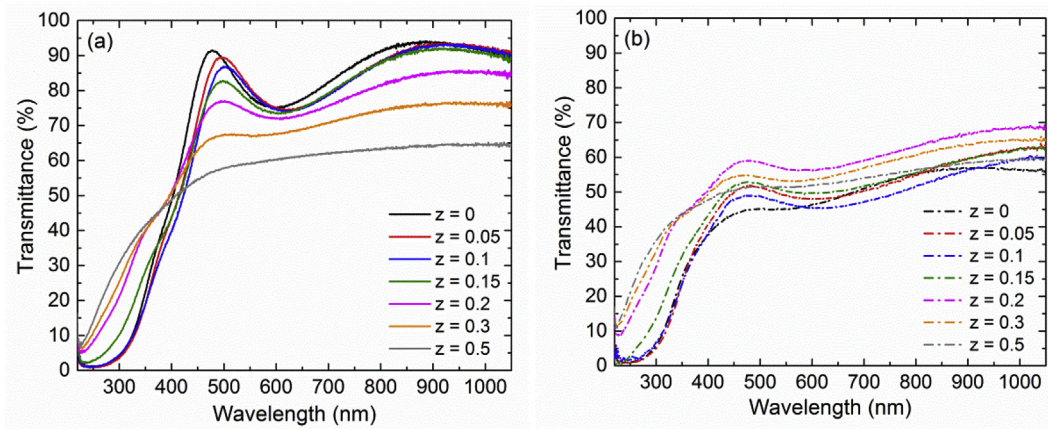 (a)
Transmittance (%)
100
90
80
70
60
50
40
30
20
10
0
z = 0
z = 0.05
z = 0.1
z = 0.15
z = 0.2
z = 0.3
z = 0.5
300 400 500 600 700 800 900 1000
Wavelength (nm)
(b)
Transmittance (%)
100
90
80
70
60
50
40
30
20
10
0
z = 0
z = 0.05
z = 0.1
z = 0.15
z = 0.2
z = 0.3
z = 0.5
300 400 500 600 700 800 900 1000
Wavelength (nm)